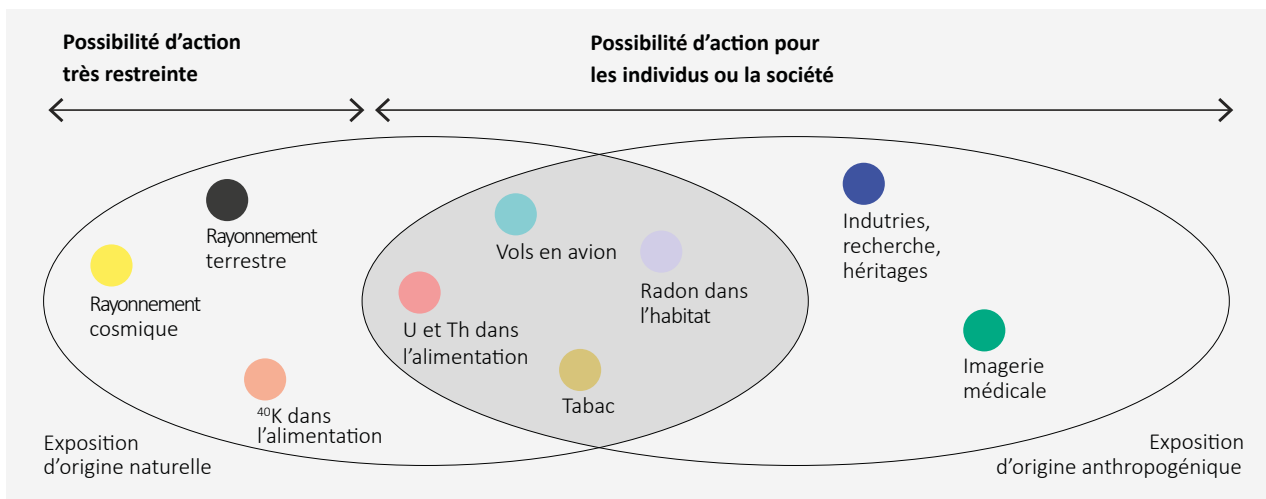 Possibilité d'action
très restreinte
Possibilité d'action pour
les individus ou la société
Rayonnement
terrestre
Rayonnement
cosmique
⁴⁰K dans
l'alimentation
Exposition
d'origine naturelle
Vols en avion
U et Th dans
l'alimentation
Radon dans
l'habitat
Tabac
Indutries,
recherche,
héritages
Imagerie
médicale
Exposition
d'origine anthropogénique